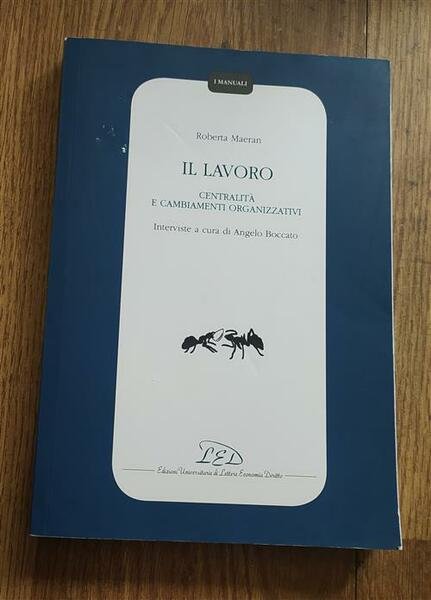 I MANUALI
Roberta Maeran
IL LAVORO
CENTRALITÀ
E CAMBIAMENTI ORGANIZZATIVI
Interviste a cura di Angelo Boccato
LED
Edizioni Universitarie di Lettere Economia Diritto